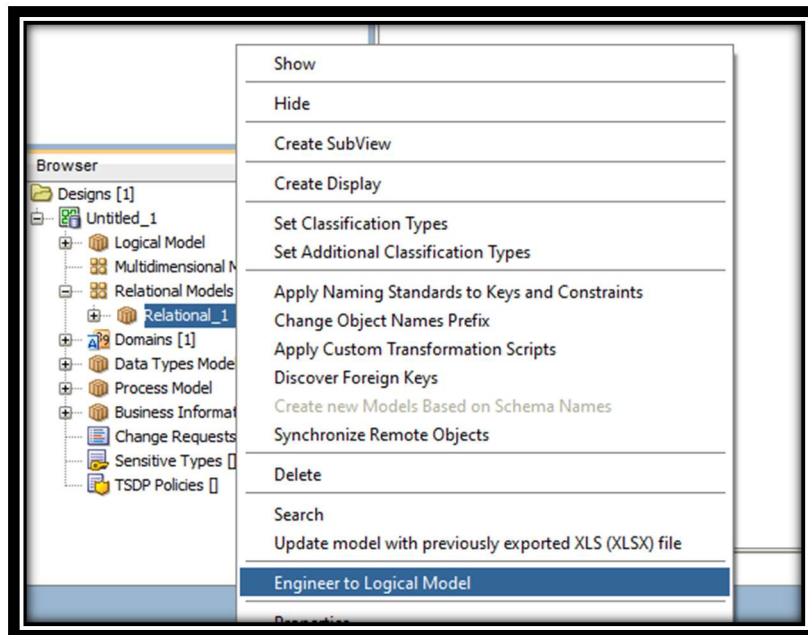 Browser
Designs [1]
Untitled_1
Logical Model
Multidimensional M
Relational Models
Relational_1
Domains [1]
Data Types Mode
Process Model
Business Informat
Change Requests
Sensitive Types []
TSDP Policies []
Show
Hide
Create SubView
Create Display
Set Classification Types
Set Additional Classification Types
Apply Naming Standards to Keys and Constraints
Change Object Names Prefix
Apply Custom Transformation Scripts
Discover Foreign Keys
Create new Models Based on Schema Names
Synchronize Remote Objects
Delete
Search
Update model with previously exported XLS (XLSX) file
Engineer to Logical Model